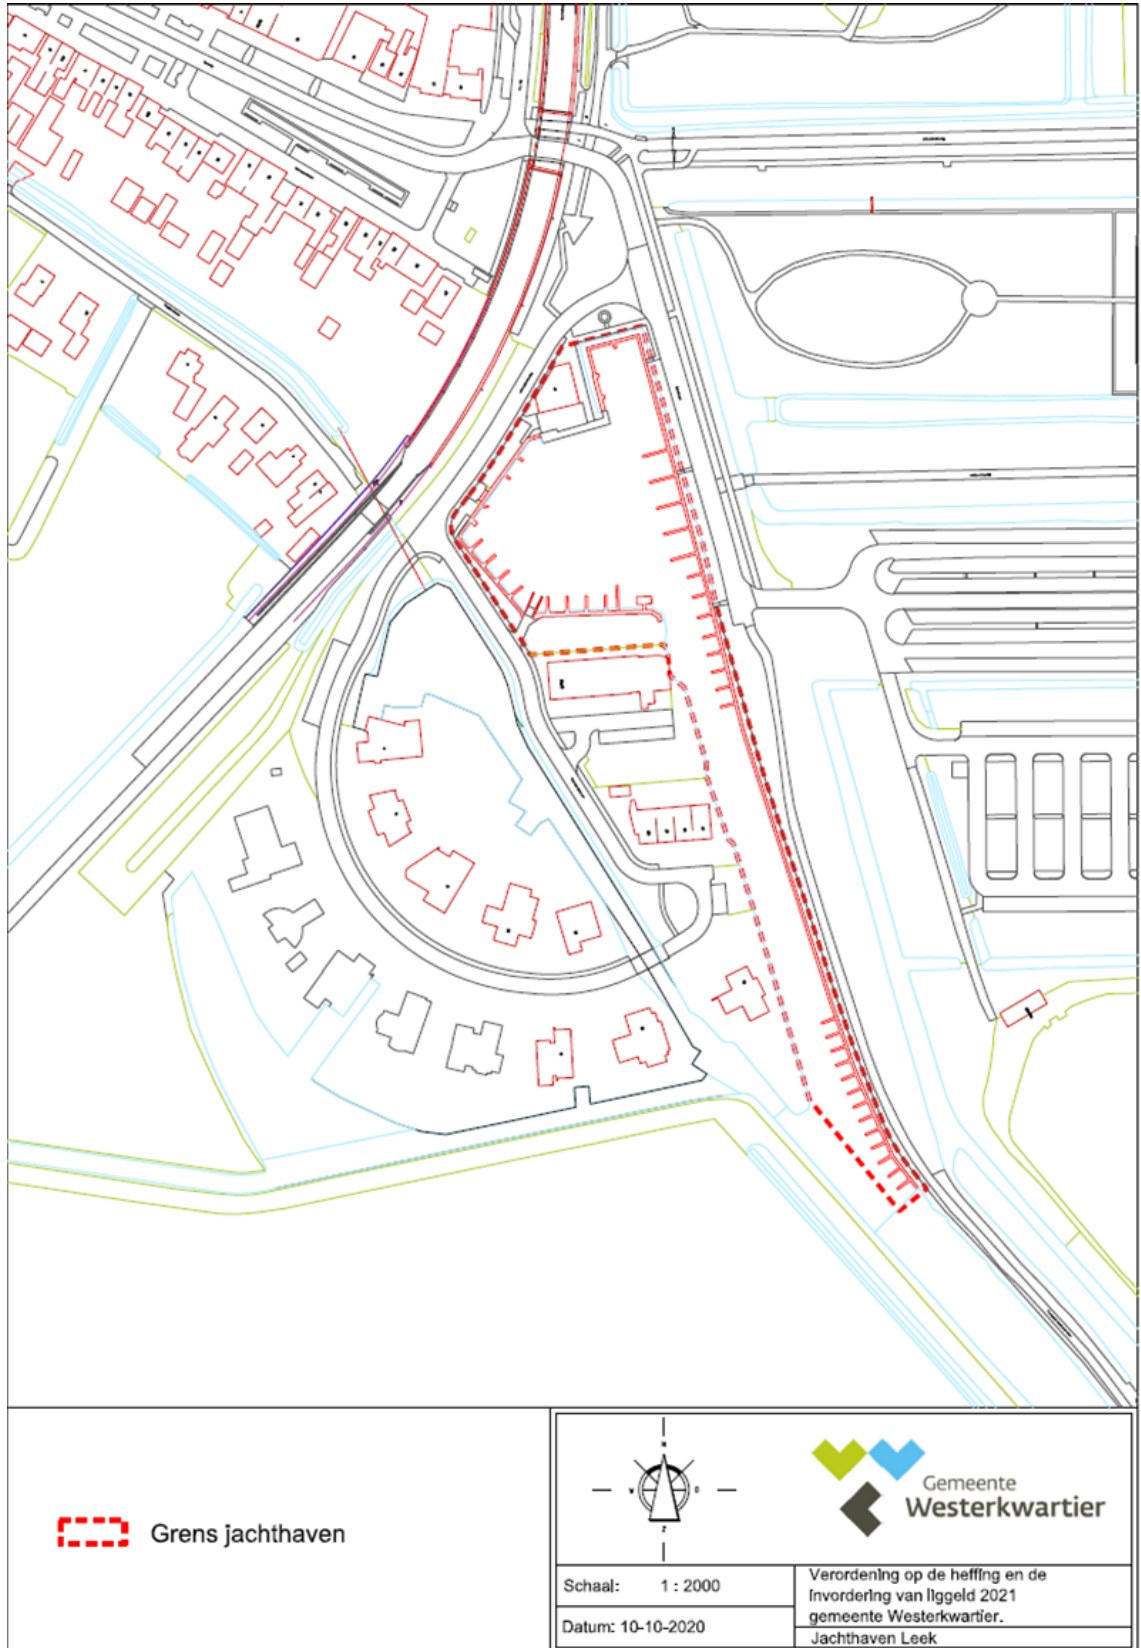 Grens jachthaven
N
W
O
Z
Gemeente
Westerkwartier
Schaal: 1 : 2000
Datum: 10-10-2020
Verordening op de heffing en de
invordering van liggeld 2021
gemeente Westerkwartier.
Jachthaven Leek